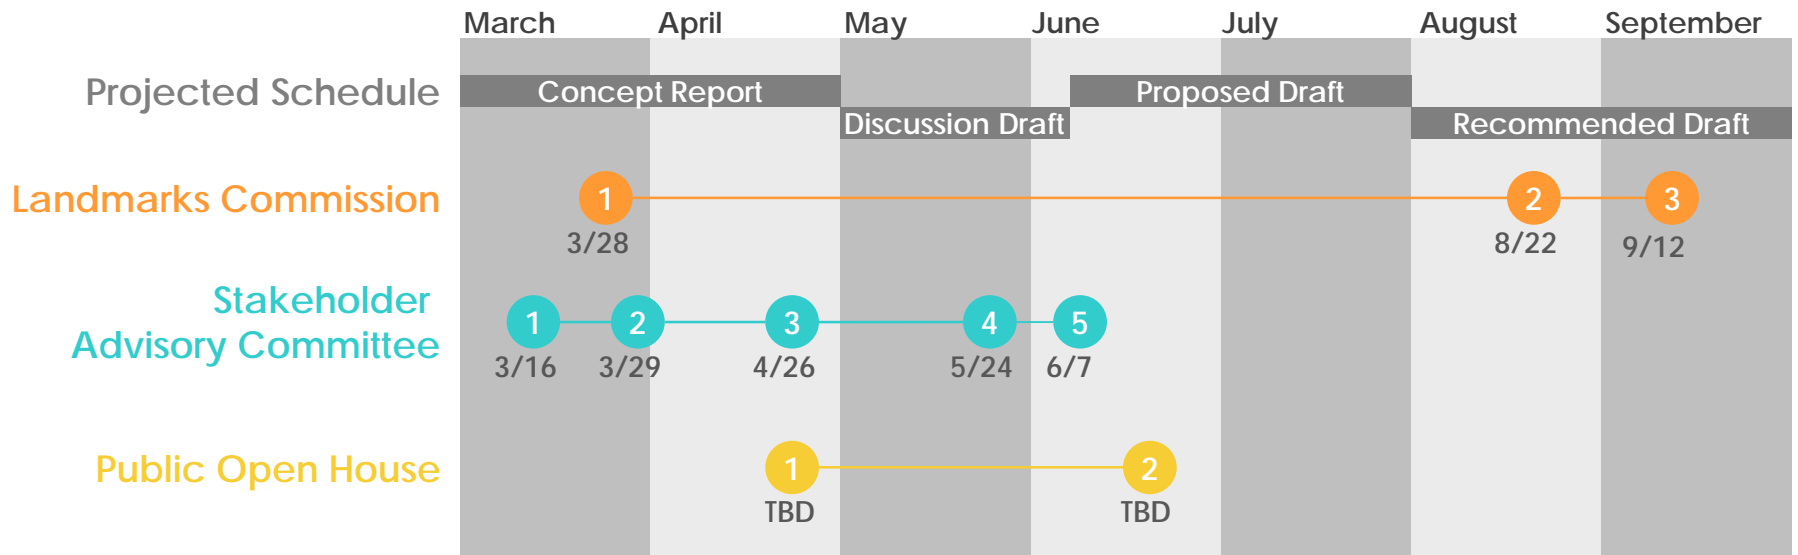 March April May June July August September
Projected Schedule Concept Report Proposed Draft
Discussion Draft Recommended Draft
Landmarks Commission 1 2 3
3/28 8/22 9/12
Stakeholder
Advisory Committee 1 2 3 4 5
3/16 3/29 4/26 5/24 6/7
Public Open House 1 2
TBD TBD